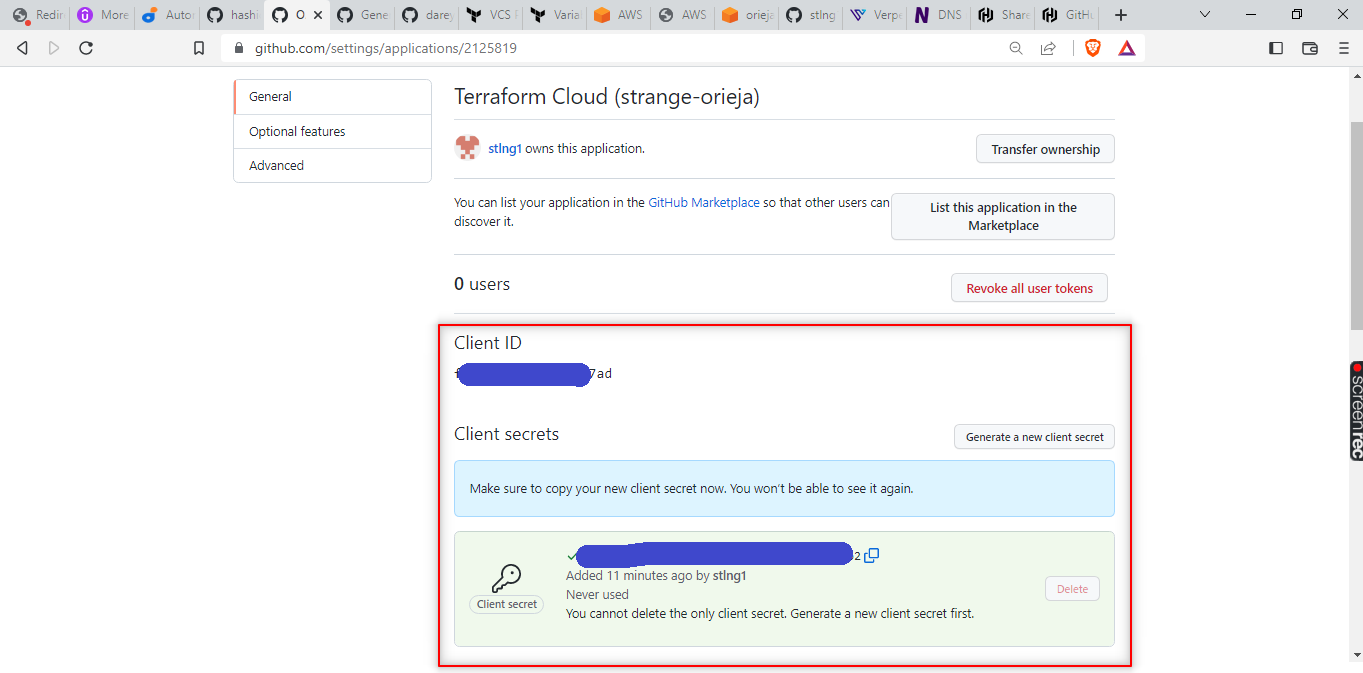 Redir
More
Auto
hashi
O
Gene
darey
VCS
Varia
AWS
AWS
orieja
stlng
Verpe
DNS
Share
GitHu
github.com/settings/applications/2125819
General
Optional features
Advanced
Terraform Cloud (strange-orieja)
stlng1 owns this application.
Transfer ownership
You can list your application in the GitHub Marketplace so that other users can
discover it.
List this application in the
Marketplace
0 users
Revoke all user tokens
Client ID
7ad
Client secrets
Generate a new client secret
Make sure to copy your new client secret now. You won't be able to see it again.
2
Added 11 minutes ago by stlng1
Never used
Client secret
You cannot delete the only client secret. Generate a new client secret first.
Delete
screenrec